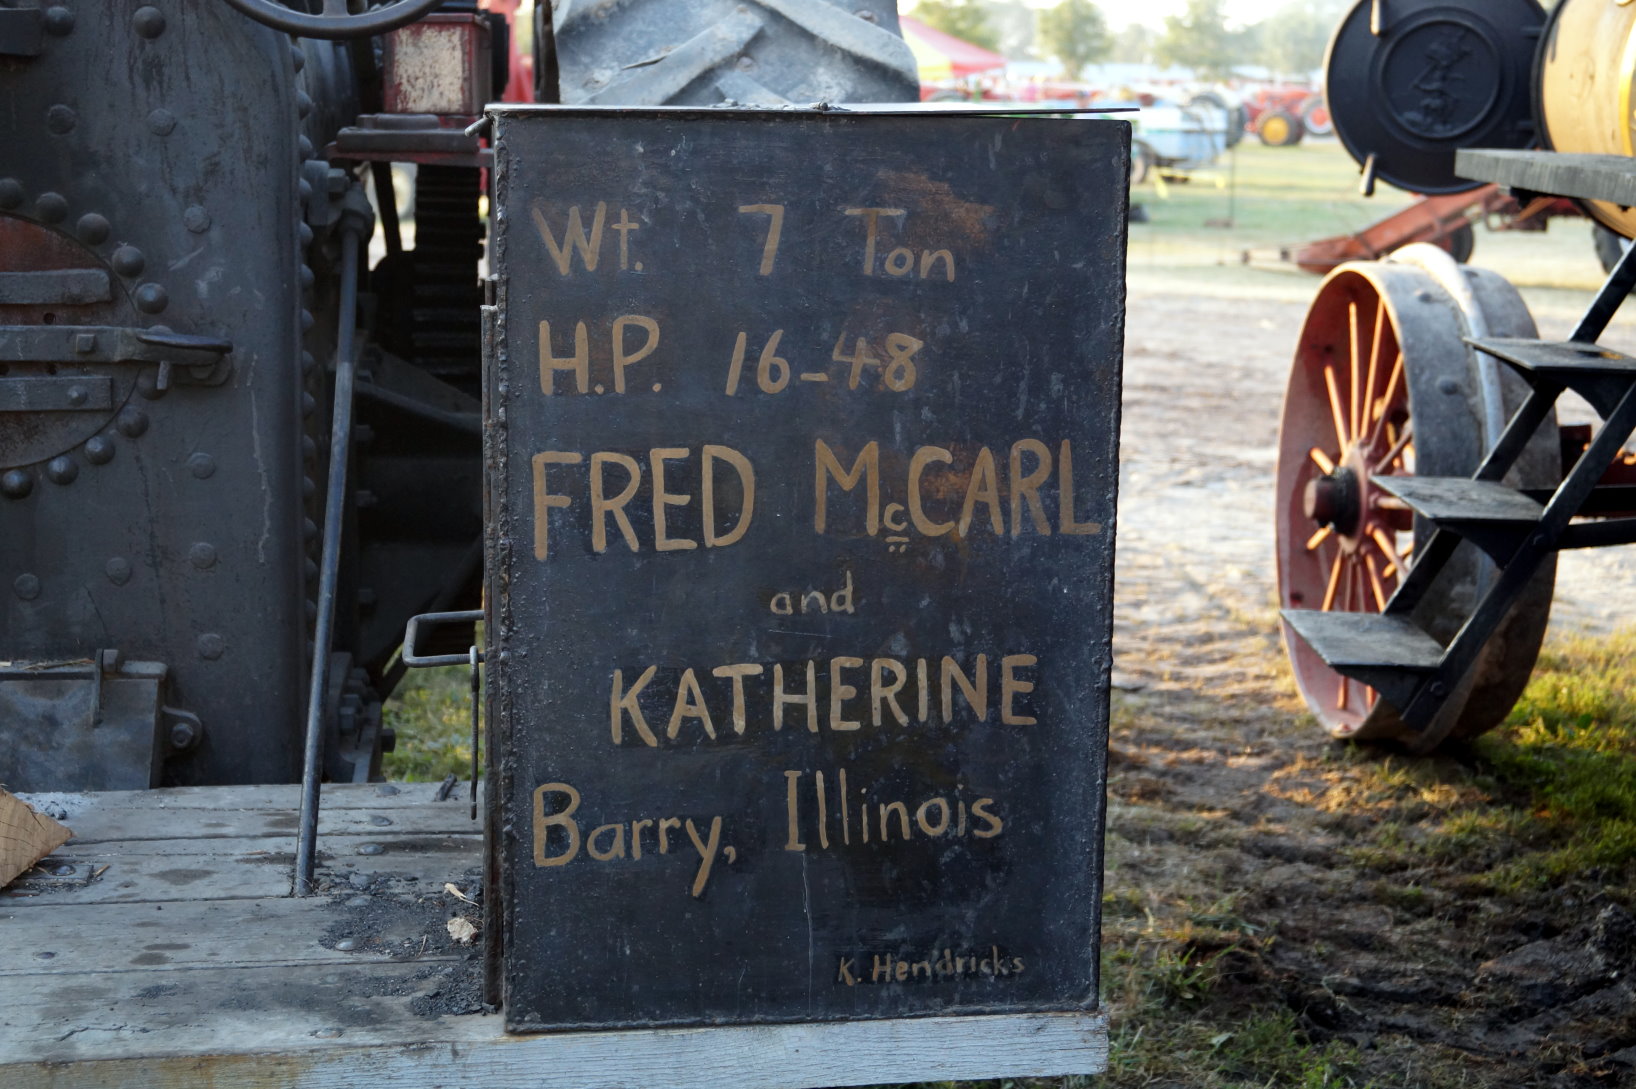 Wt. 7 Ton
H.P. 16-48
FRED McCARL
and
KATHERINE
Barry, Illinois
K. Hendricks